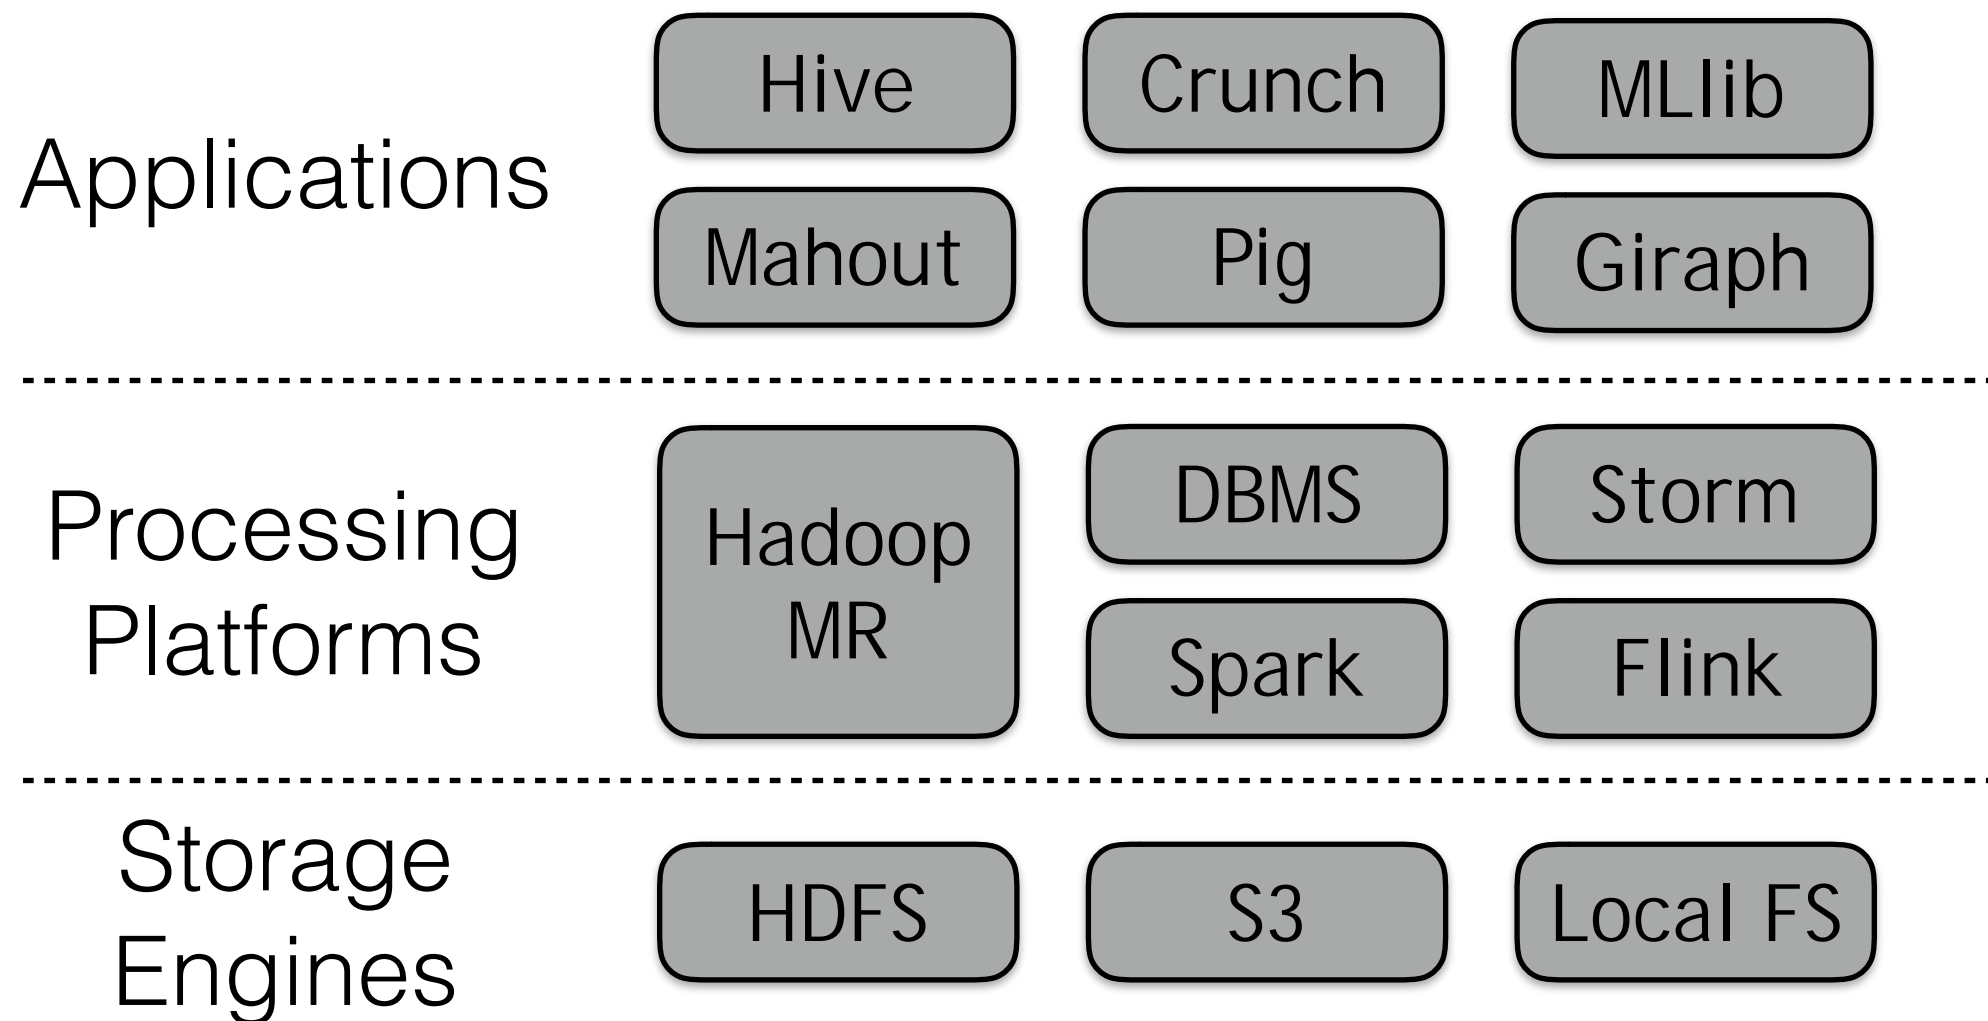 Applications
Hive
Crunch
MLlib
Mahout
Pig
Giraph
Processing
Platforms
Hadoop
MR
DBMS
Storm
Spark
Flink
Storage
Engines
HDFS
S3
Local FS